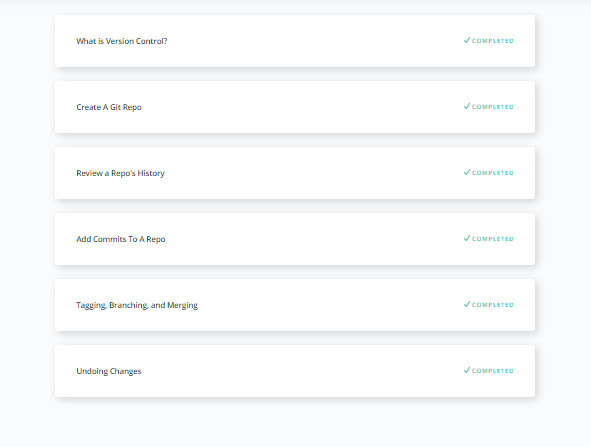 What is Version Control? ✓ COMPLETED
Create A Git Repo ✓ COMPLETED
Review a Repo's History ✓ COMPLETED
Add Commits To A Repo ✓ COMPLETED
Tagging, Branching, and Merging ✓ COMPLETED
Undoing Changes ✓ COMPLETED